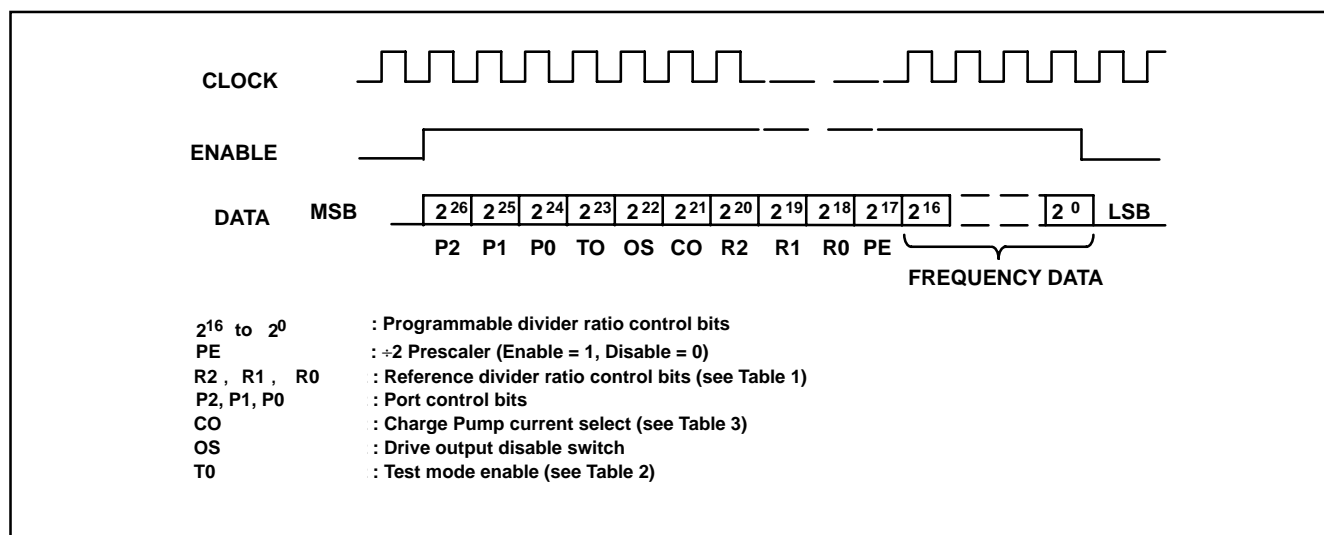 CLOCK
ENABLE
DATA MSB 2^26 2^25 2^24 2^23 2^22 2^21 2^20 2^19 2^18 2^17 2^16 2^0 LSB
P2 P1 P0 TO OS CO R2 R1 R0 PE
FREQUENCY DATA
2^16 to 2^0 : Programmable divider ratio control bits
PE : ÷2 Prescaler (Enable = 1, Disable = 0)
R2 , R1 , R0 : Reference divider ratio control bits (see Table 1)
P2, P1, P0 : Port control bits
CO : Charge Pump current select (see Table 3)
OS : Drive output disable switch
T0 : Test mode enable (see Table 2)